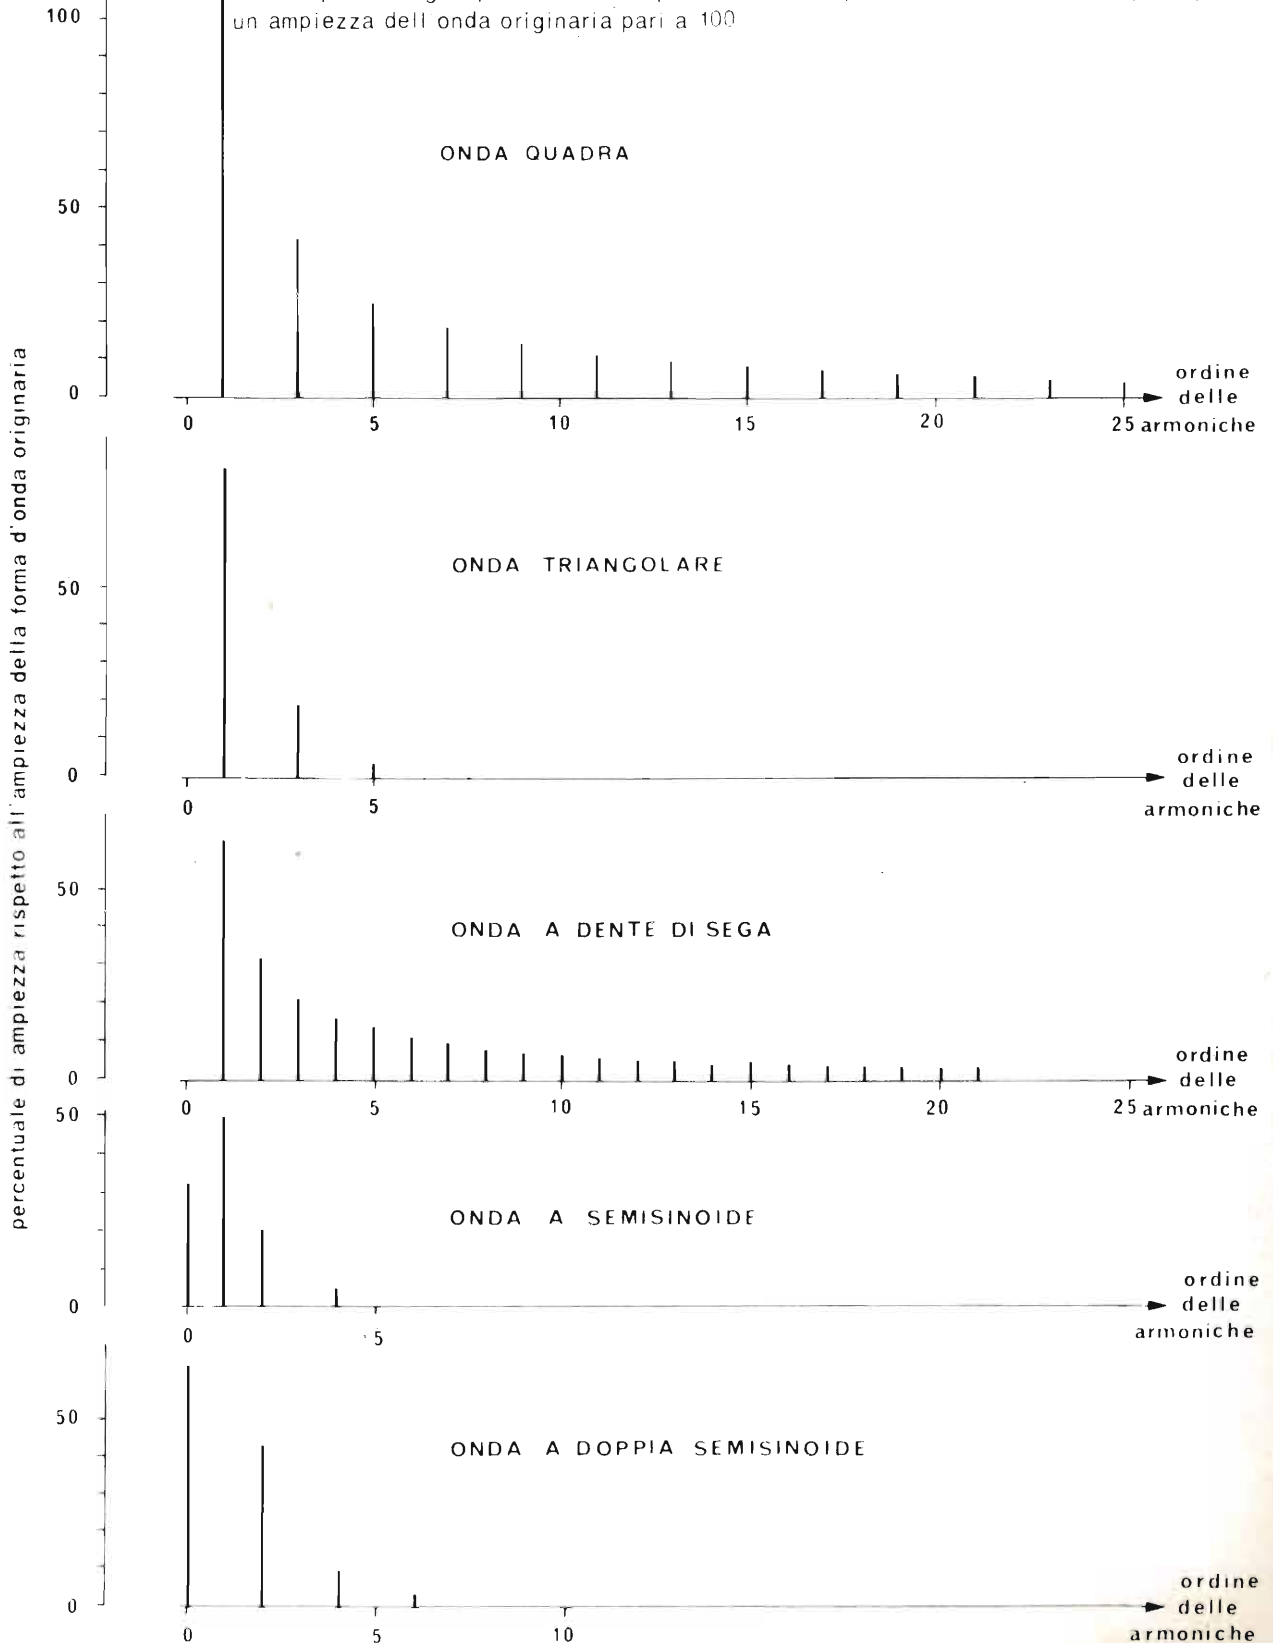 100
un ampiezza dell onda originaria pari a 100
ONDA QUADRA
50
0
ordine
delle
armoniche
0 5 10 15 20 25
percentuale di ampiezza rispetto all'ampiezza della forma d'onda originaria
ONDA TRIANGOLARE
50
0
ordine
delle
armoniche
0 5
50
ONDA A DENTE DI SEGA
0
ordine
delle
armoniche
0 5 10 15 20 25
50
ONDA A SEMISINOIDE
0
ordine
delle
armoniche
0 5
50
ONDA A DOPPIA SEMISINOIDE
0
ordine
delle
armoniche
0 5 10